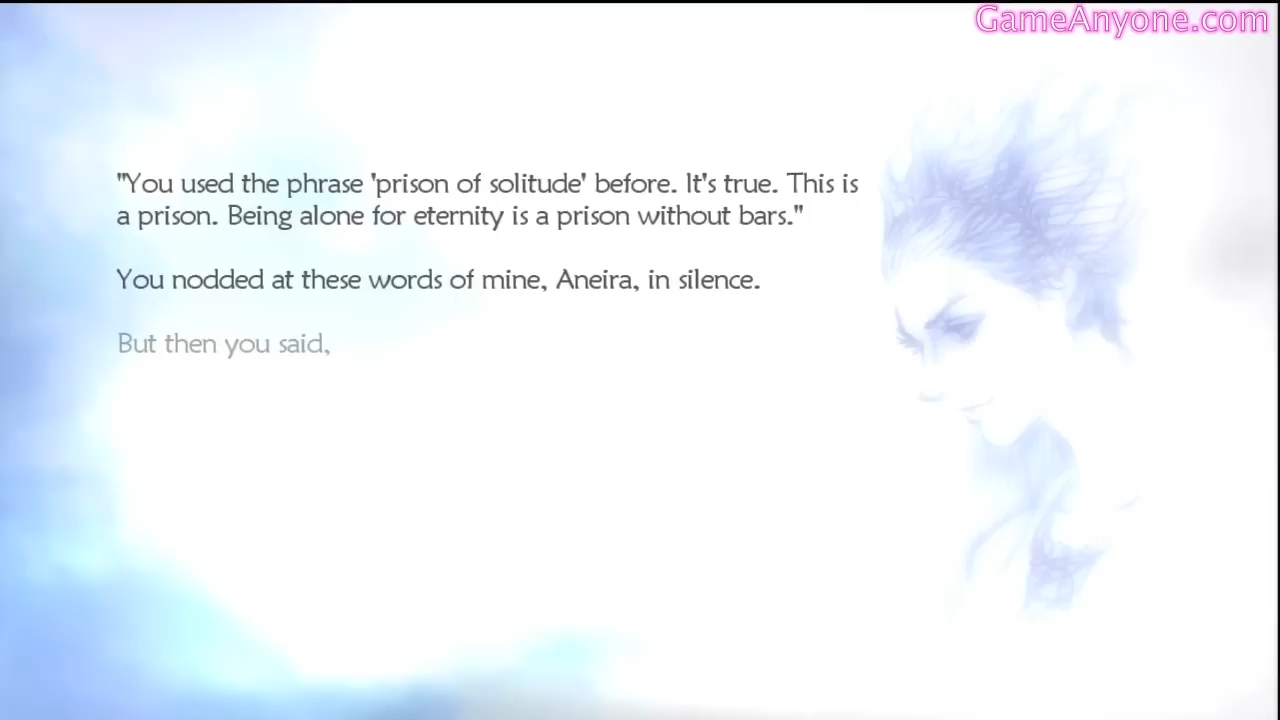 GameAnyone.com
"You used the phrase 'prison of solitude' before. It's true. This is
a prison. Being alone for eternity is a prison without bars."
You nodded at these words of mine, Aneira, in silence.
But then you said,